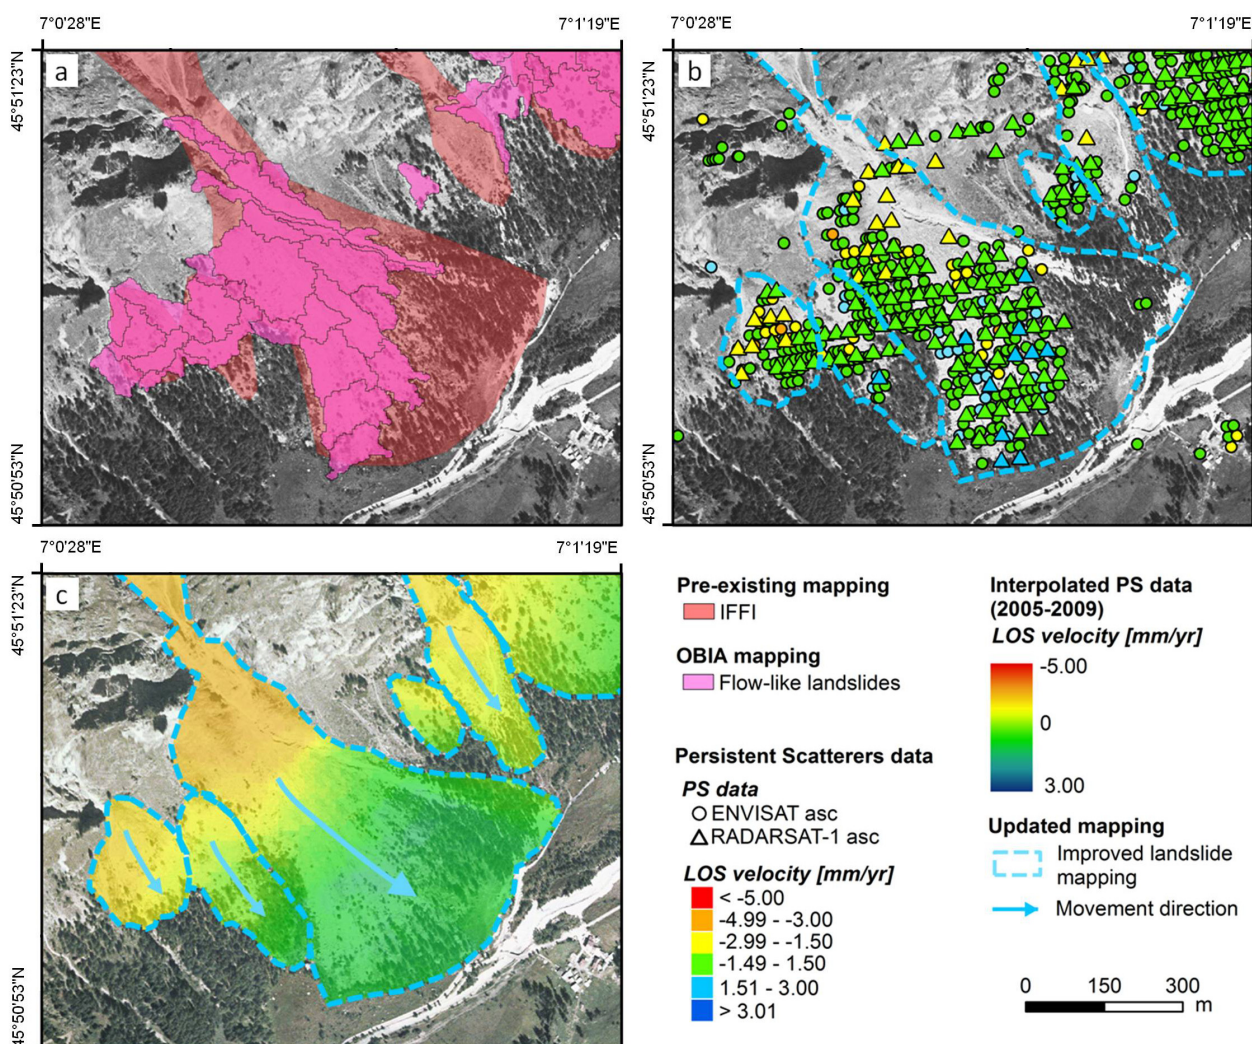 7°0'28"E
7°1'19"E
7°0'28"E
7°1'19"E
45°51'23"N
a
45°51'23"N
b
45°50'53"N
45°50'53"N
7°0'28"E
7°1'19"E
45°51'23"N
c
45°50'53"N
Pre-existing mapping
IFFI
OBIA mapping
Flow-like landslides
Persistent Scatterers data
PS data
ENVISAT asc
RADARSAT-1 asc
LOS velocity [mm/yr]
< -5.00
-4.99 - -3.00
-2.99 - -1.50
-1.49 - 1.50
1.51 - 3.00
> 3.01
Interpolated PS data
(2005-2009)
LOS velocity [mm/yr]
-5.00
0
3.00
Updated mapping
Improved landslide
mapping
Movement direction
0 150 300
m